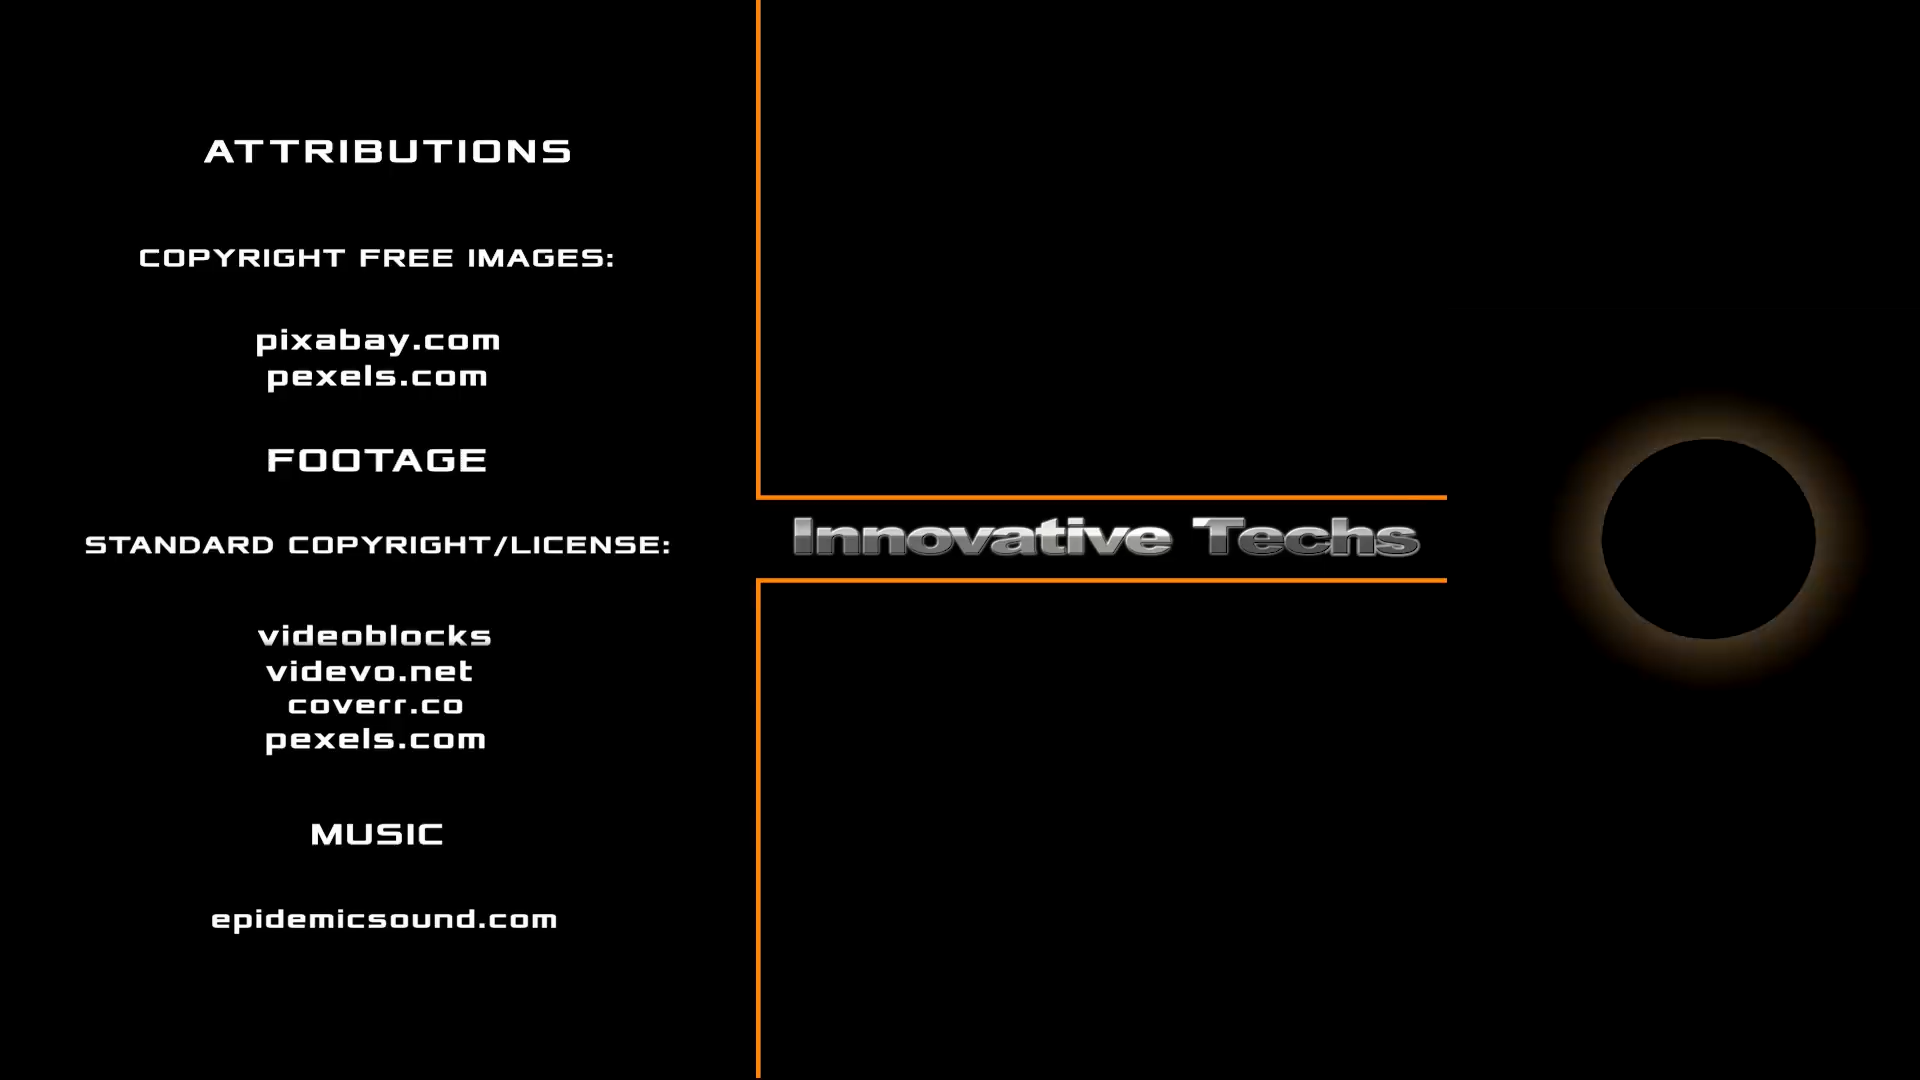 ATTRIBUTIONS
COPYRIGHT FREE IMAGES:
pixabay.com
pexels.com
FOOTAGE
STANDARD COPYRIGHT/LICENSE:
videoblocks
videvo.net
coverr.co
pexels.com
MUSIC
epidemicsound.com
Innovative Techs